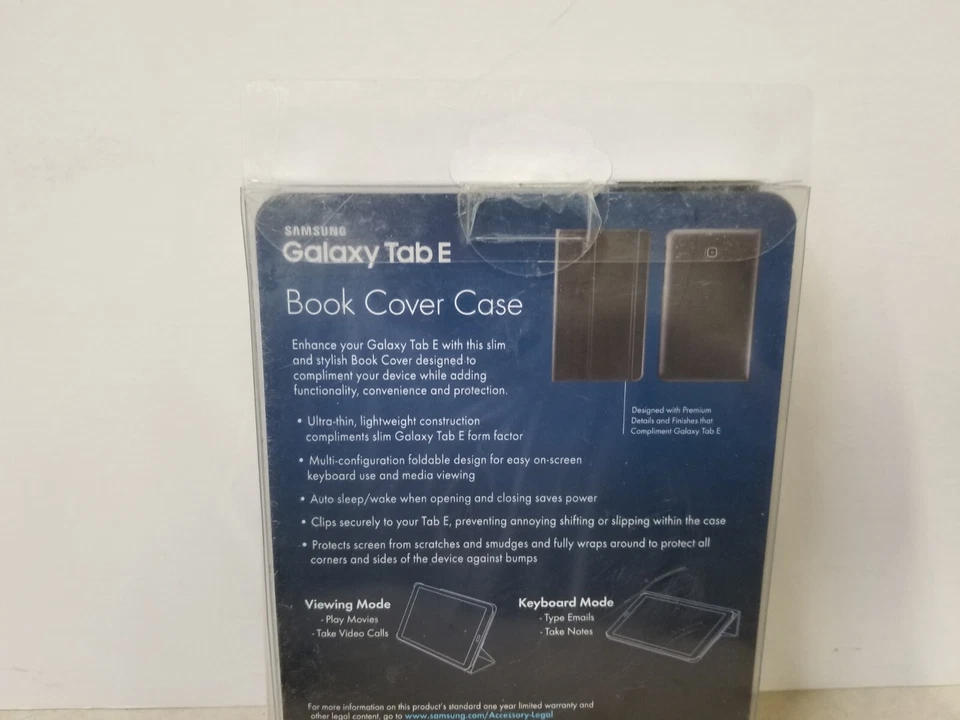 SAMSUNG
Galaxy Tab E
Book Cover Case
Enhance your Galaxy Tab E with this slim
and stylish Book Cover designed to
compliment your device while adding
functionality, convenience and protection.
Designed with Premium
Details and Finishes that
Compliment Galaxy Tab E
• Ultra-thin, lightweight construction
compliments slim Galaxy Tab E form factor
• Multi-configuration foldable design for easy on-screen
keyboard use and media viewing
• Auto sleep/wake when opening and closing saves power
• Clips securely to your Tab E, preventing annoying shifting or slipping within the case
• Protects screen from scratches and smudges and fully wraps around to protect all
corners and sides of the device against bumps
Viewing Mode
- Play Movies
- Take Video Calls
Keyboard Mode
- Type Emails
- Take Notes
For more information on this product's standard one year limited warranty and
other legal content, go to www.samsung.com/Accessory-Legal